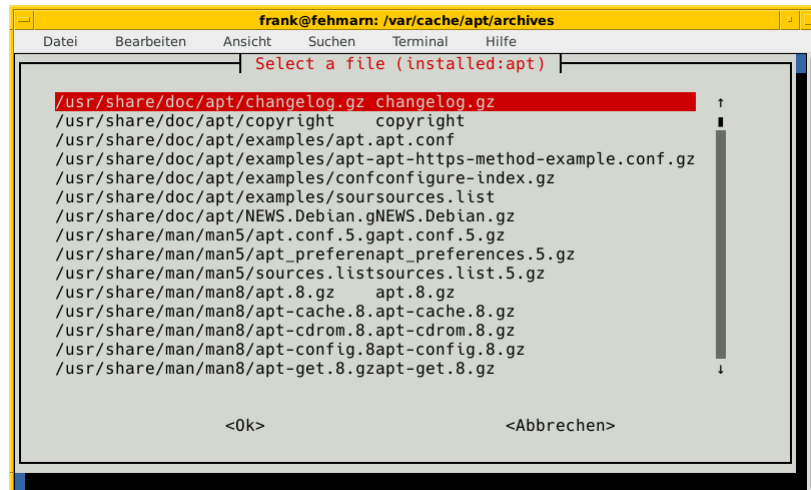 frank@fehmarn: /var/cache/apt/archives
Datei Bearbeiten Ansicht Suchen Terminal Hilfe
Select a file (installed:apt)
/usr/share/doc/apt/changelog.gz changelog.gz
/usr/share/doc/apt/copyright copyright
/usr/share/doc/apt/examples/apt.apt.conf
/usr/share/doc/apt/examples/apt-apt-https-method-example.conf.gz
/usr/share/doc/apt/examples/confconfigure-index.gz
/usr/share/doc/apt/examples/soursources.list
/usr/share/doc/apt/NEWS.Debian.gNEWS.Debian.gz
/usr/share/man/man5/apt.conf.5.gapt.conf.5.gz
/usr/share/man/man5/apt_preferenapt_preferences.5.gz
/usr/share/man/man5/sources.listsources.list.5.gz
/usr/share/man/man8/apt.8.gz apt.8.gz
/usr/share/man/man8/apt-cache.8.apt-cache.8.gz
/usr/share/man/man8/apt-cdrom.8.apt-cdrom.8.gz
/usr/share/man/man8/apt-config.8apt-config.8.gz
/usr/share/man/man8/apt-get.8.gzapt-get.8.gz
<Ok> <Abbrechen>